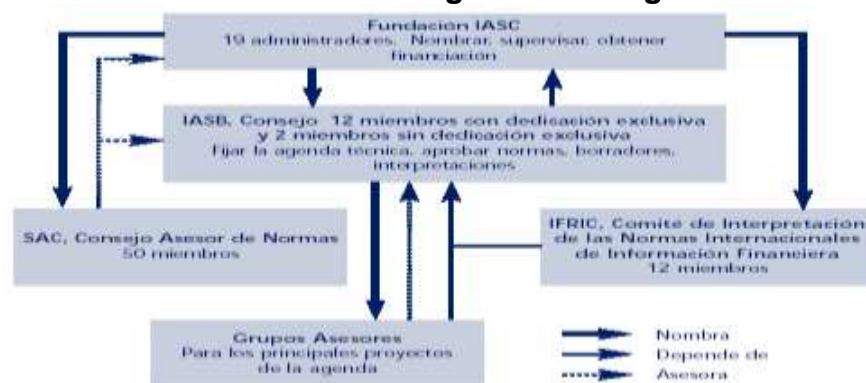 Fundación IASC
19 administradores, Nombrar, supervisar, obtener
financiación
IASB, Consejo 12 miembros con dedicación exclusiva
y 2 miembros sin dedicación exclusiva
Fijar la agenda técnica, aprobar normas, borradores,
interpretaciones
SAC, Consejo Asesor de Normas
50 miembros
IFRIC, Comité de Interpretación
de las Normas Internacionales
de Información Financiera
12 miembros
Grupos Asesores
Para los principales proyectos
de la agenda
Nombra
Depende de
Asesora